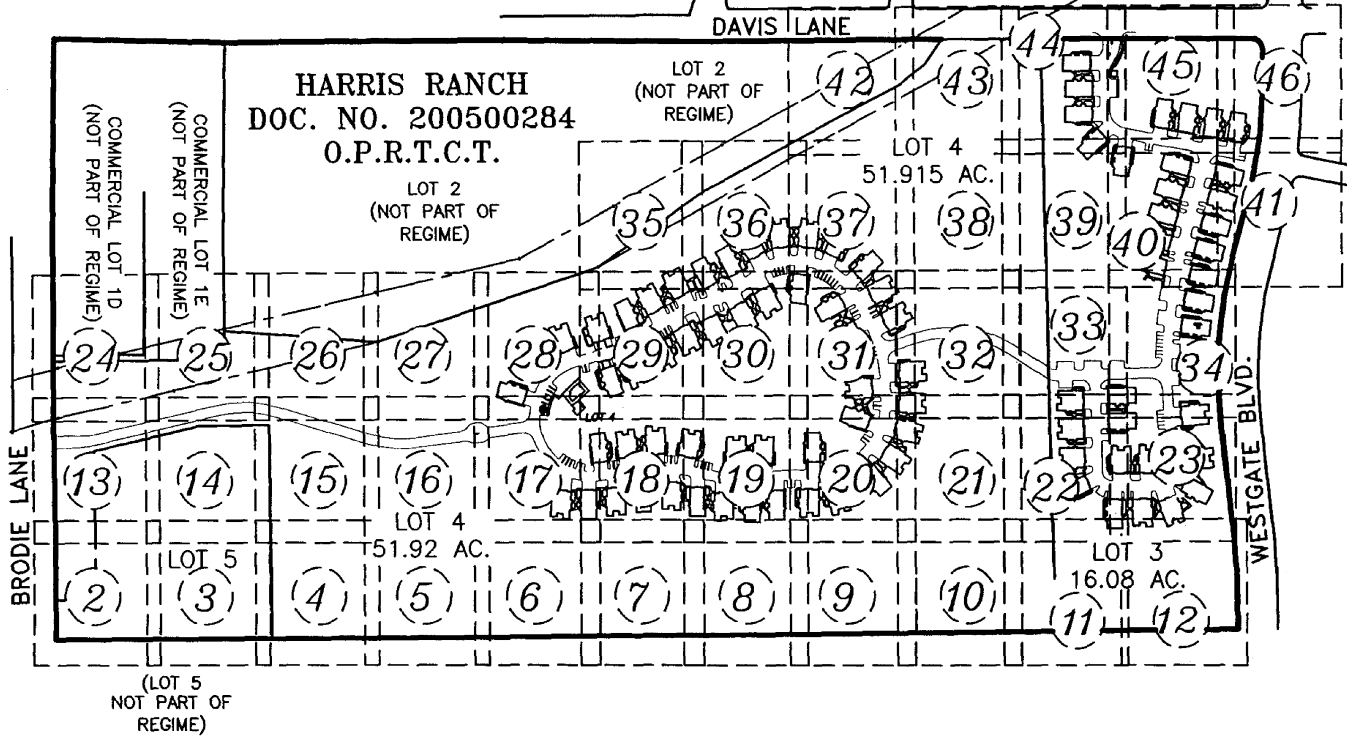 DAVIS LANE
44
45
46
42
43
HARRIS RANCH
DOC. NO. 200500284
O.P.R.T.C.T.
LOT 2
(NOT PART OF
REGIME)
COMMERCIAL LOT 1D
(NOT PART OF REGIME)
COMMERCIAL LOT 1E
(NOT PART OF REGIME)
LOT 4
51.915 AC.
LOT 2
(NOT PART OF
REGIME)
35
36
37
38
39
40
41
24
25
26
27
28
29
30
31
32
33
34
LOT 4
BRODIE LANE
WESTGATE BLVD.
13
14
15
16
17
18
19
20
21
22
23
LOT 4
51.92 AC.
LOT 5
LOT 3
16.08 AC.
2
3
4
5
6
7
8
9
10
11
12
(LOT 5
NOT PART OF
REGIME)